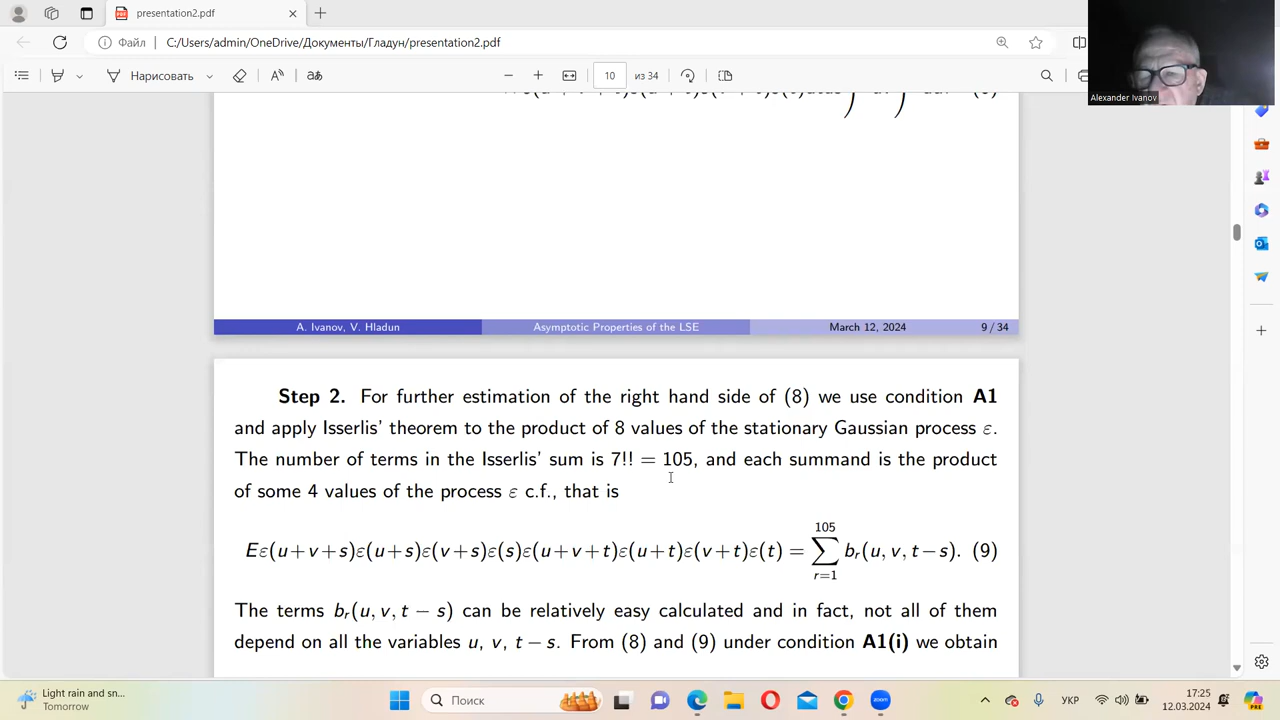 presentation2.pdf
Файл
C:/Users/admin/OneDrive/Документы/Гладун/presentation2.pdf
Нарисовать
10 из 34
Alexander Ivanov
A. Ivanov, V. Hladun Asymptotic Properties of the LSE March 12, 2024 9 / 34
Step 2. For further estimation of the right hand side of (8) we use condition A1
and apply Isserlis' theorem to the product of 8 values of the stationary Gaussian process ε.
The number of terms in the Isserlis' sum is 7!! = 105, and each summand is the product
of some 4 values of the process ε c.f., that is
105
Eε(u+v+s)ε(u+s)ε(v+s)ε(s)ε(u+v+t)ε(u+t)ε(v+t)ε(t) = ∑ b_r(u, v, t−s). (9)
r=1
The terms b_r(u, v, t − s) can be relatively easy calculated and in fact, not all of them
depend on all the variables u, v, t − s. From (8) and (9) under condition A1(i) we obtain
Light rain and sn...
Tomorrow
Поиск
УКР
17:25
12.03.2024